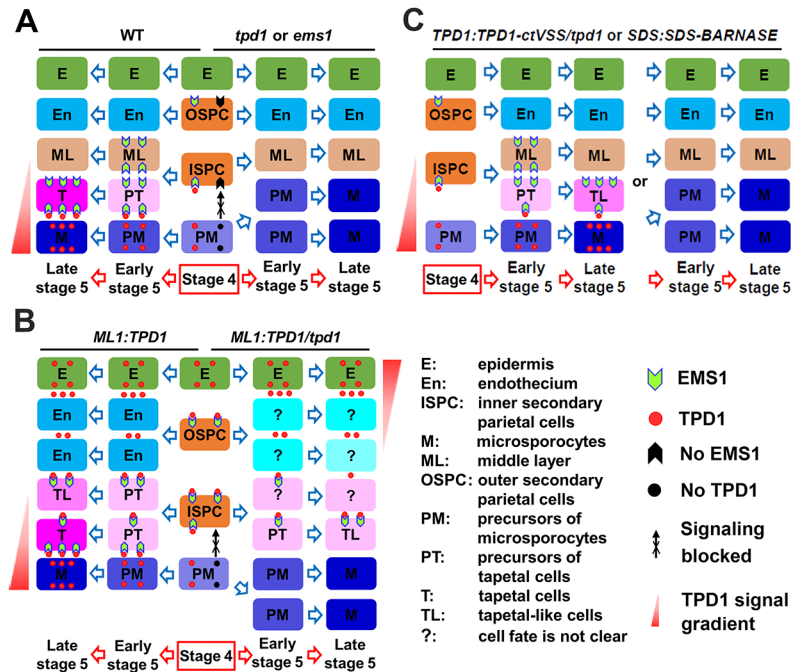 A
WT
tpd1 or ems1
E E E E E
En En OSPC En En
ML ML ISPC ML ML
T PT PM M
M PM PM PM M
Late stage 5
Early stage 5
Stage 4
Early stage 5
Late stage 5
C
TPD1:TPD1-ctVSS/tpd1 or SDS:SDS-BARNASE
E E E E E
OSPC En En En En
ISPC ML ML ML ML
PT TL or PM M
PM PM M PM M
Stage 4
Early stage 5
Late stage 5
Early stage 5
Late stage 5
B
ML1:TPD1
ML1:TPD1/tpd1
E E E E E
En En ? ?
OSPC
En En ? ?
TL PT ? ?
ISPC
T PT PT TL
M PM PM PM M
PM M
Late stage 5
Early stage 5
Stage 4
Early stage 5
Late stage 5
E: epidermis
En: endothecium
ISPC: inner secondary
parietal cells
M: microsporocytes
ML: middle layer
OSPC: outer secondary
parietal cells
PM: precursors of
microsporocytes
PT: precursors of
tapetal cells
T: tapetal cells
TL: tapetal-like cells
?: cell fate is not clear
EMS1
TPD1
No EMS1
No TPD1
Signaling
blocked
TPD1 signal
gradient